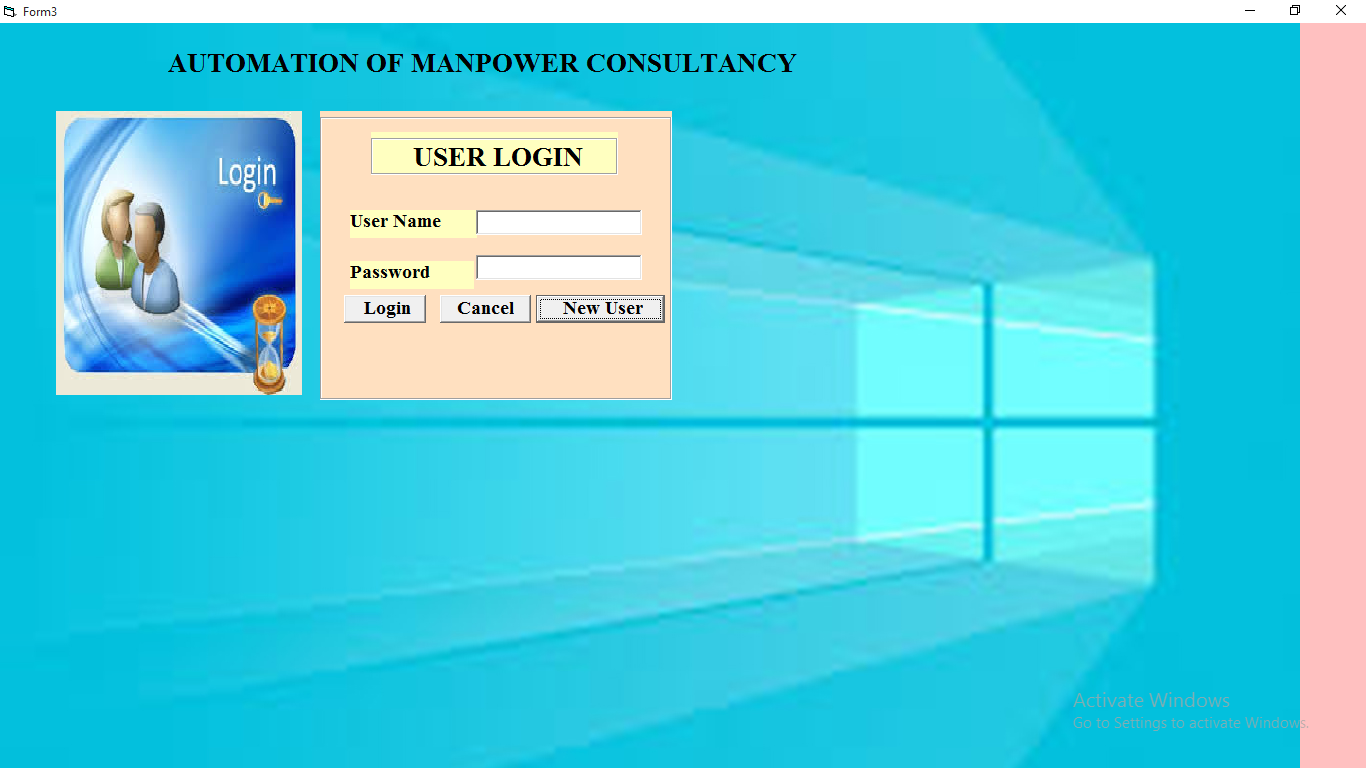 Form3
AUTOMATION OF MANPOWER CONSULTANCY
Login
USER LOGIN
User Name
Password
Login Cancel New User
Activate Windows
Go to Settings to activate Windows.